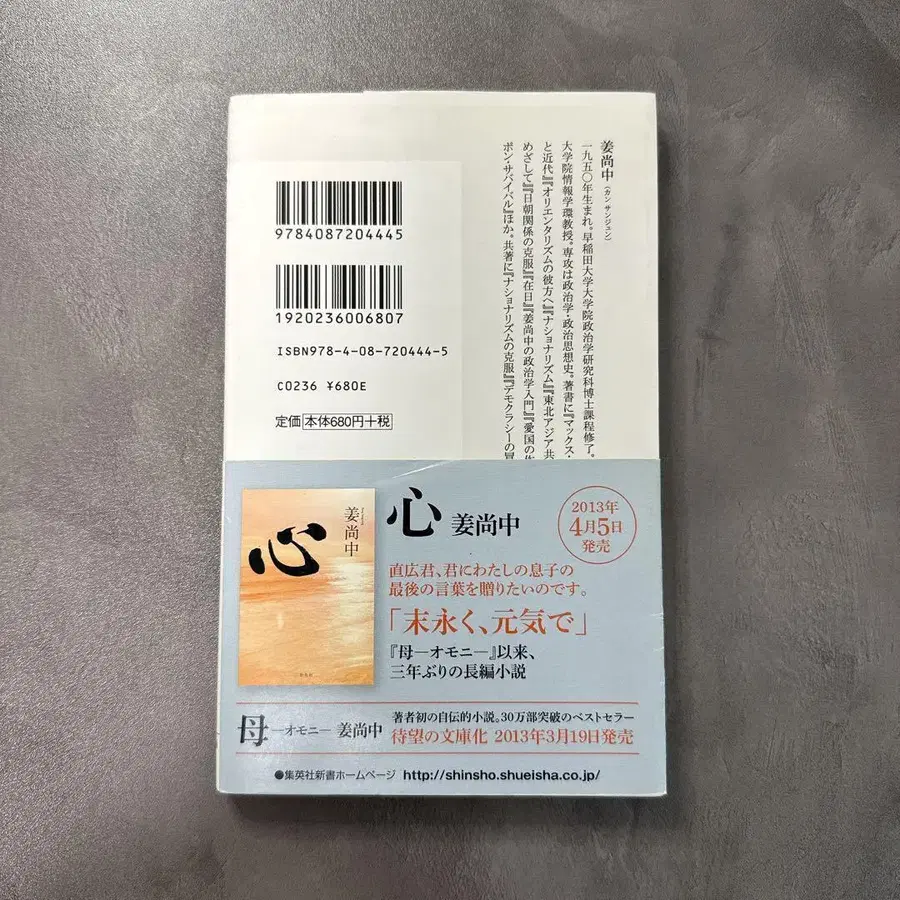 姜尚中（カン サンジュン）
一九五〇年生まれ。早稲田大学大学院政治学研究科博士課程修了。
大学院情報学環教授。専攻は政治学・政治思想史。著書に『マックス・
と近代』『オリエンタリズムの彼方へ』『ナショナリズム』『東北アジア共
めざして』『日朝関係の克服』『在日』『姜尚中の政治学入門』『愛国の作
ポン・サバイバル』ほか。共著に『ナショナリズムの克服』『デモクラシーの冒
9784087204445
1920236006807
ISBN978-4-08-720444-5
C0236 ¥680E
定価 本体680円+税
心
姜尚中
心 姜尚中
2013年
4月5日
発売
直広君、君にわたしの息子の
最後の言葉を贈りたいのです。
「末永く、元気で」
『母―オモニ―』以来、
三年ぶりの長編小説
母―オモニ― 姜尚中
著者初の自伝的小説。30万部突破のベストセラー
待望の文庫化 2013年3月19日発売
●集英社新書ホームページ http://shinsho.shueisha.co.jp/